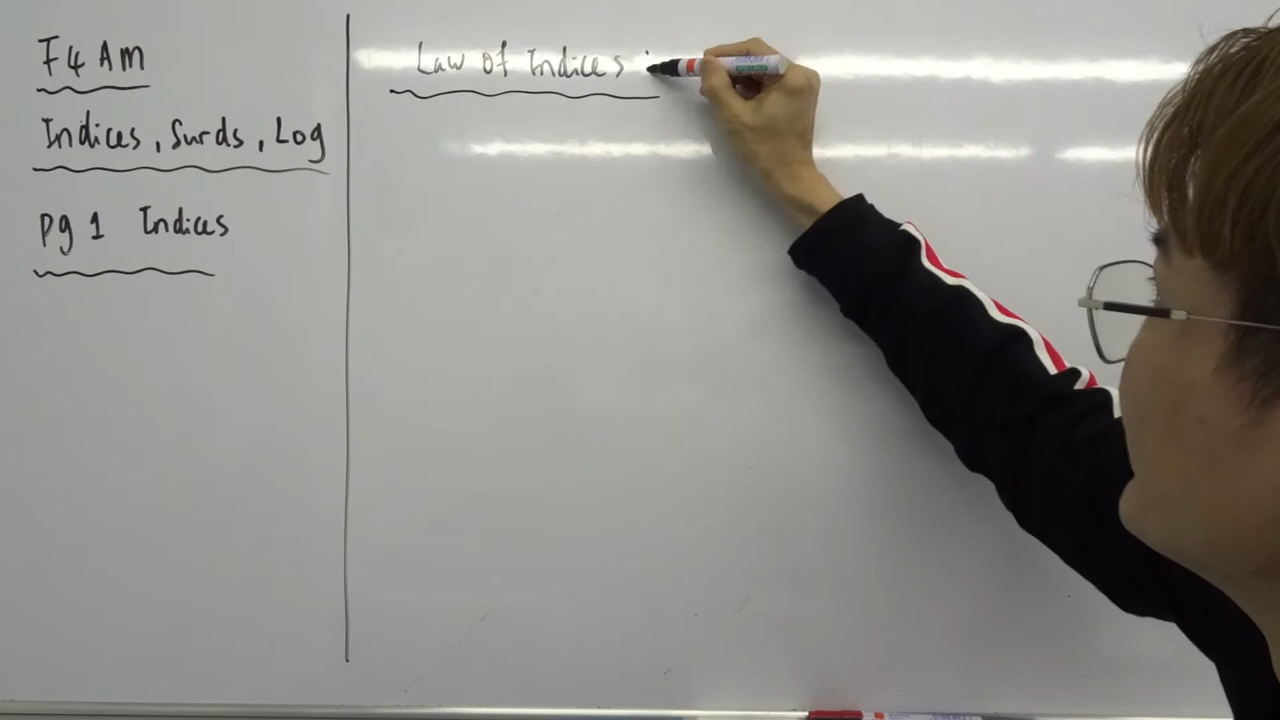 F4 Am
Indices, Surds, Log
pg 1 Indices
Law of Indices :